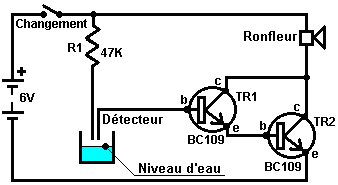 Changement
R1
47K
Ronfleur
+
6V
Détecteur
b
c
TR1
e
BC109
b
c
TR2
e
BC109
Niveau d'eau